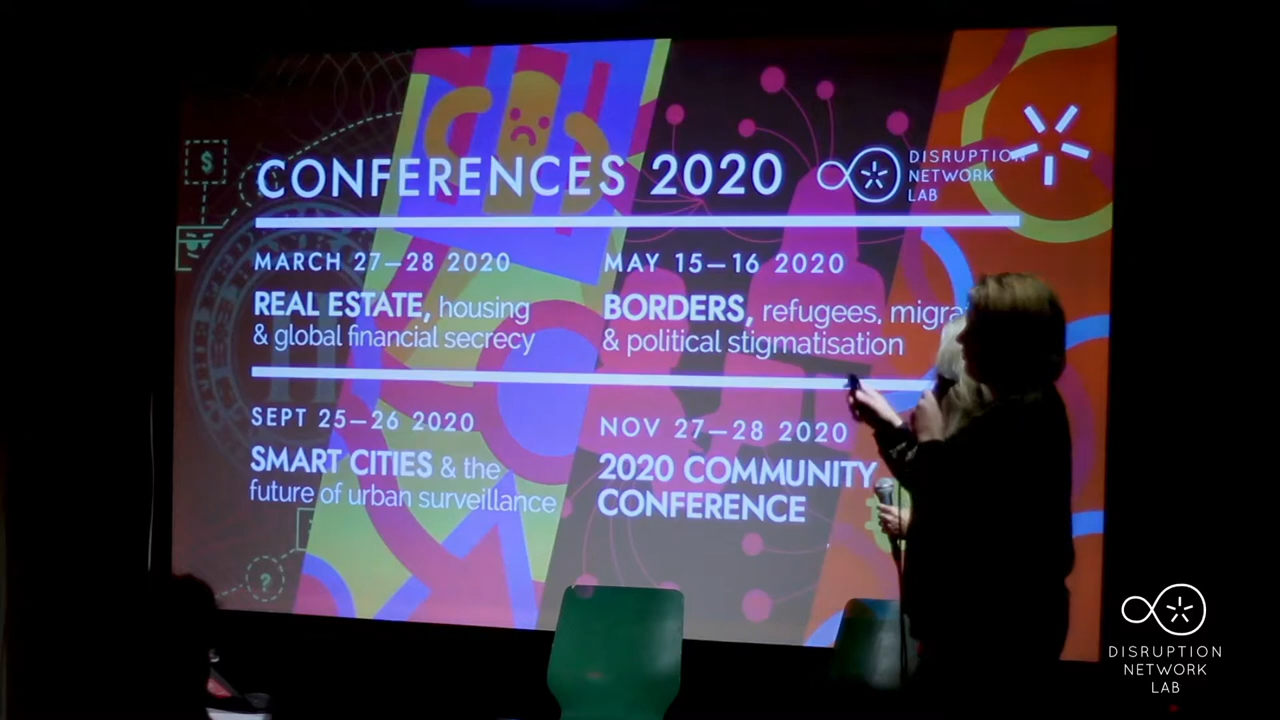 CONFERENCES 2020
DISRUPTION
NETWORK
LAB
MARCH 27—28 2020
REAL ESTATE, housing
& global financial secrecy
MAY 15—16 2020
BORDERS, refugees, migra
& political stigmatisation
SEPT 25—26 2020
SMART CITIES & the
future of urban surveillance
NOV 27—28 2020
2020 COMMUNITY
CONFERENCE
$
?
DISRUPTION
NETWORK
LAB